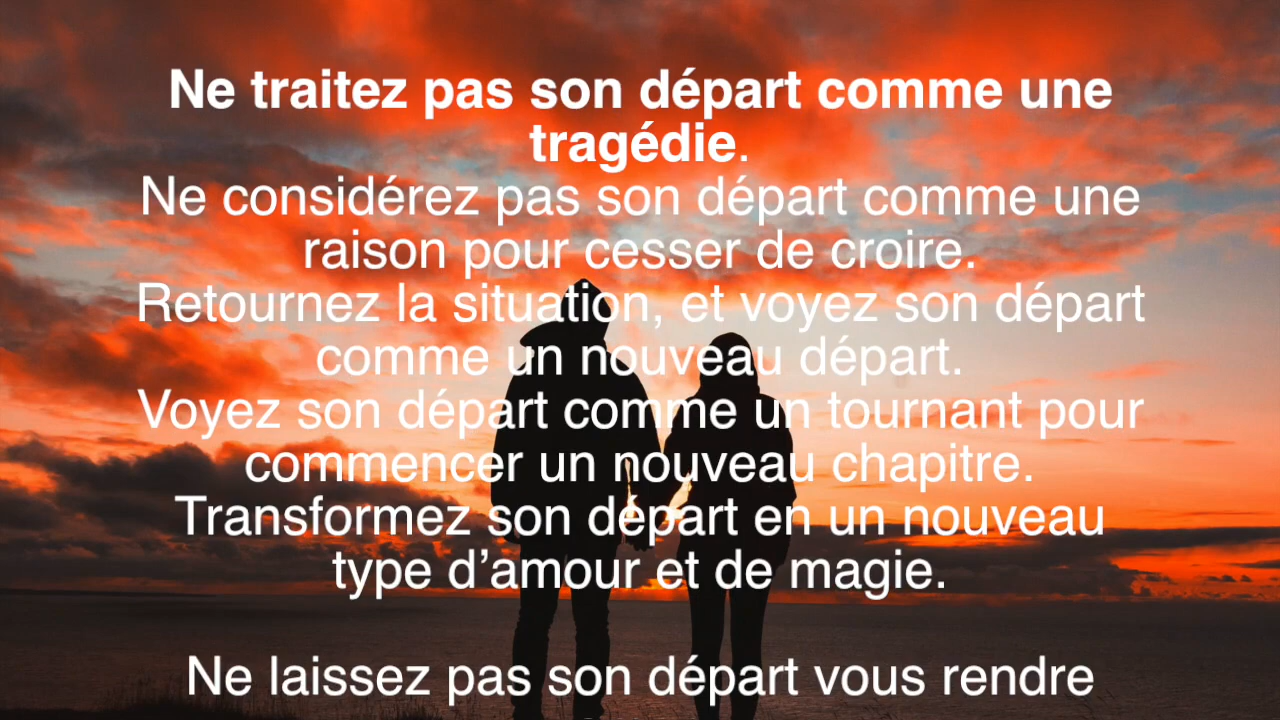 Ne traitez pas son départ comme une
tragédie.
Ne considérez pas son départ comme une
raison pour cesser de croire.
Retournez la situation, et voyez son départ
comme un nouveau départ.
Voyez son départ comme un tournant pour
commencer un nouveau chapitre.
Transformez son départ en un nouveau
type d’amour et de magie.
Ne laissez pas son départ vous rendre